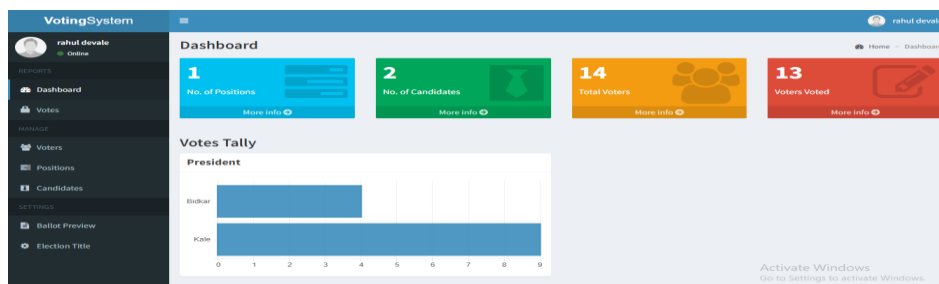 VotingSystem
rahul devale
rahul devale
Online
Dashboard
Home > Dashboard
REPORTS
Dashboard
Votes
MANAGE
Voters
Positions
Candidates
SETTINGS
Ballot Preview
Election Title
1
No. of Positions
More info
2
No. of Candidates
More info
14
Total Voters
More info
13
Voters Voted
More info
Votes Tally
President
Bidkar
Kale
0 1 2 3 4 5 6 7 8 9
Activate Windows
Go to Settings to activate Windows.